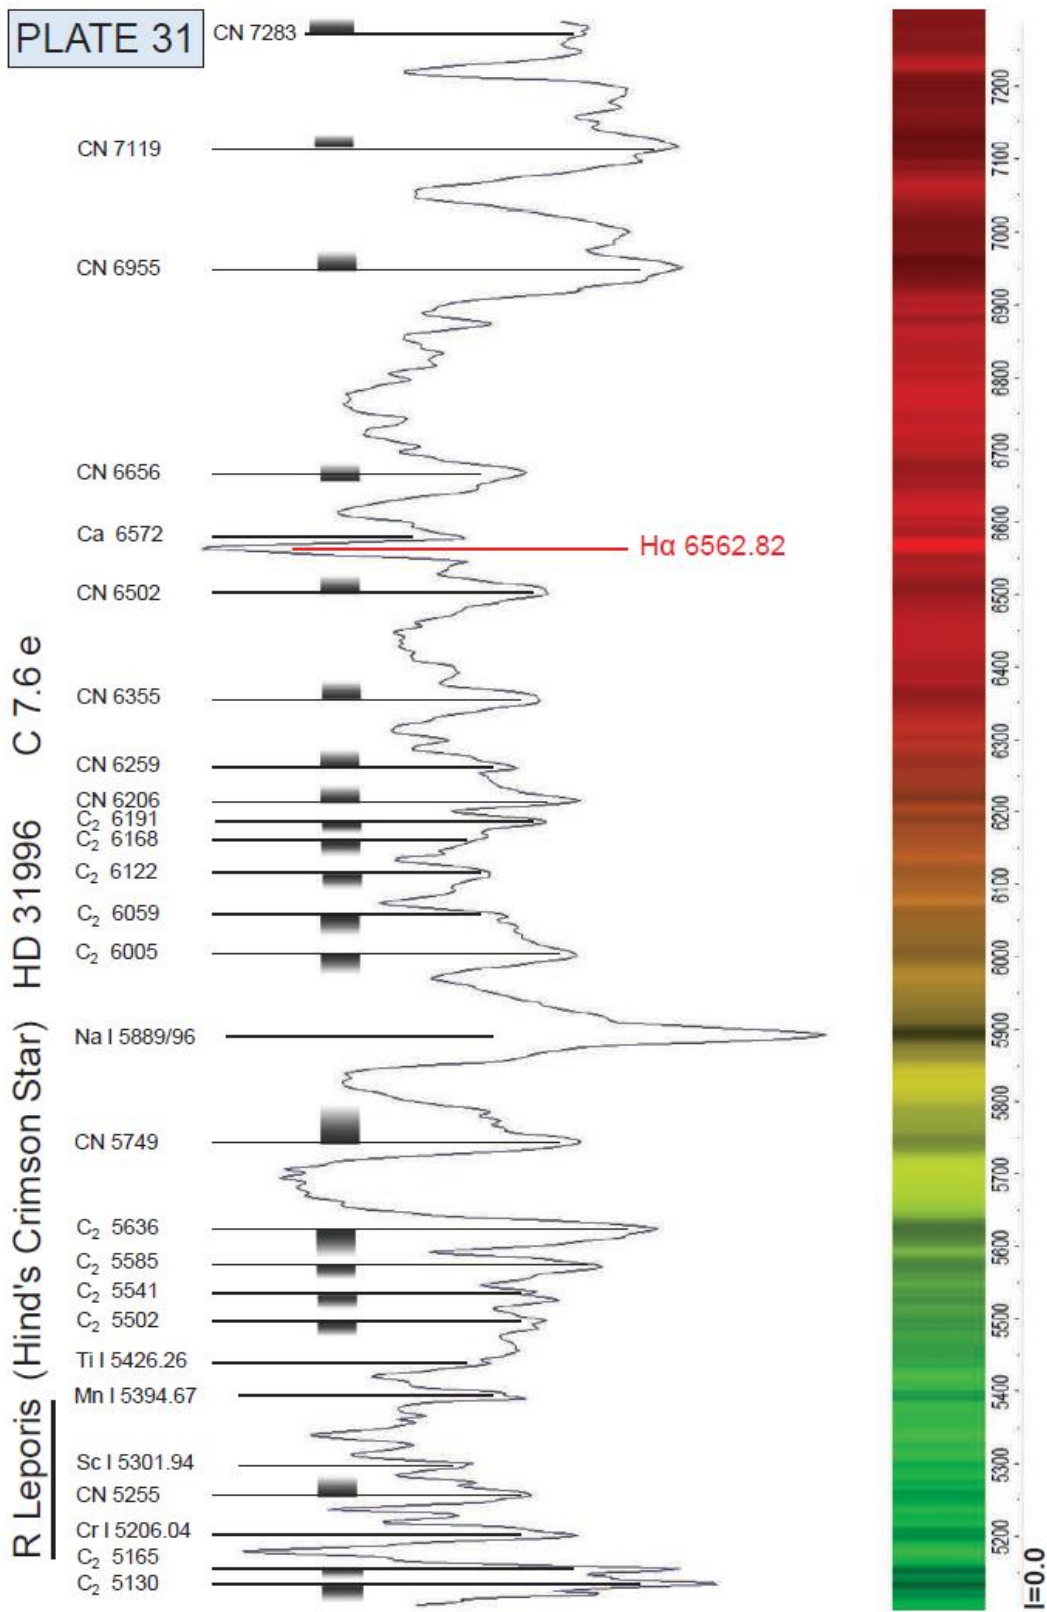 PLATE 31
CN 7283
CN 7119
CN 6955
CN 6656
Ca 6572
Hα 6562.82
CN 6502
CN 6355
CN 6259
CN 6206
C₂ 6191
C₂ 6168
C₂ 6122
C₂ 6059
C₂ 6005
Na I 5889/96
CN 5749
C₂ 5636
C₂ 5585
C₂ 5541
C₂ 5502
Ti I 5426.26
Mn I 5394.67
Sc I 5301.94
CN 5255
Cr I 5206.04
C₂ 5165
C₂ 5130
R Leporis (Hind's Crimson Star) HD 31996 C 7.6 e
7200
7100
7000
6900
6800
6700
6600
6500
6400
6300
6200
6100
6000
5900
5800
5700
5600
5500
5400
5300
5200
I=0.0